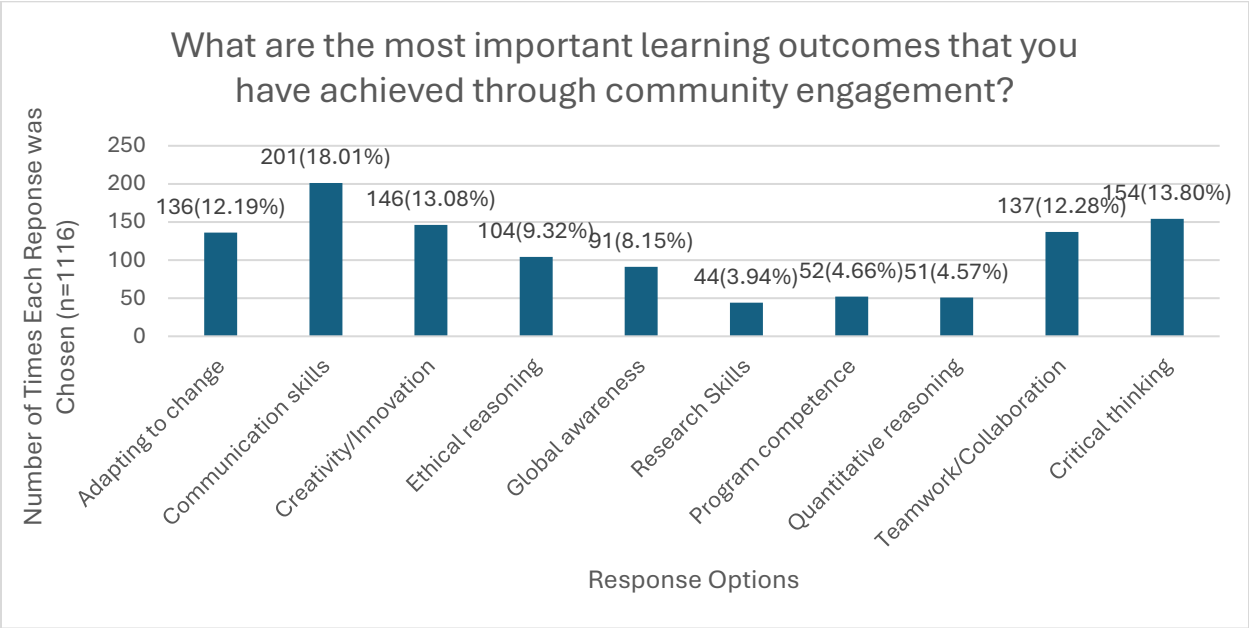 What are the most important learning outcomes that you
have achieved through community engagement?
Number of Times Each Reponse was
Chosen (n=1116)
250
200
150
100
50
0
136(12.19%)
201(18.01%)
146(13.08%)
104(9.32%)
91(8.15%)
44(3.94%)
52(4.66%)
51(4.57%)
137(12.28%)
154(13.80%)
Adapting to change
Communication skills
Creativity/Innovation
Ethical reasoning
Global awareness
Research Skills
Program competence
Quantitative reasoning
Teamwork/Collaboration
Critical thinking
Response Options